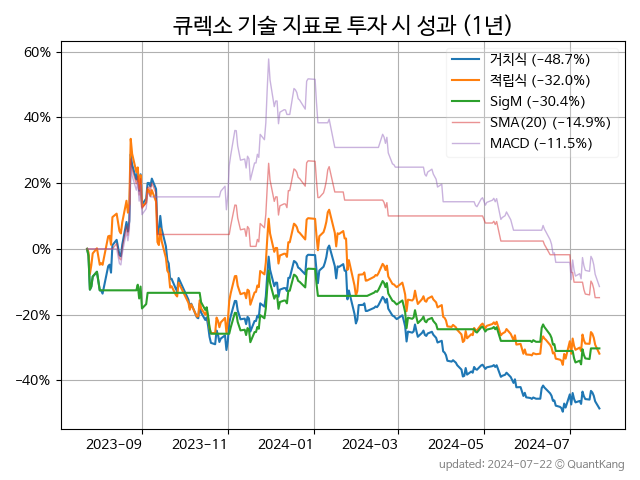 큐렉소 기술 지표로 투자 시 성과 (1년)
거치식 (−48.7%)
적립식 (−32.0%)
SigM (−30.4%)
SMA(20) (−14.9%)
MACD (−11.5%)
60%
40%
20%
0%
−20%
−40%
2023−09
2023−11
2024−01
2024−03
2024−05
2024−07
updated: 2024−07−22 © QuantKang